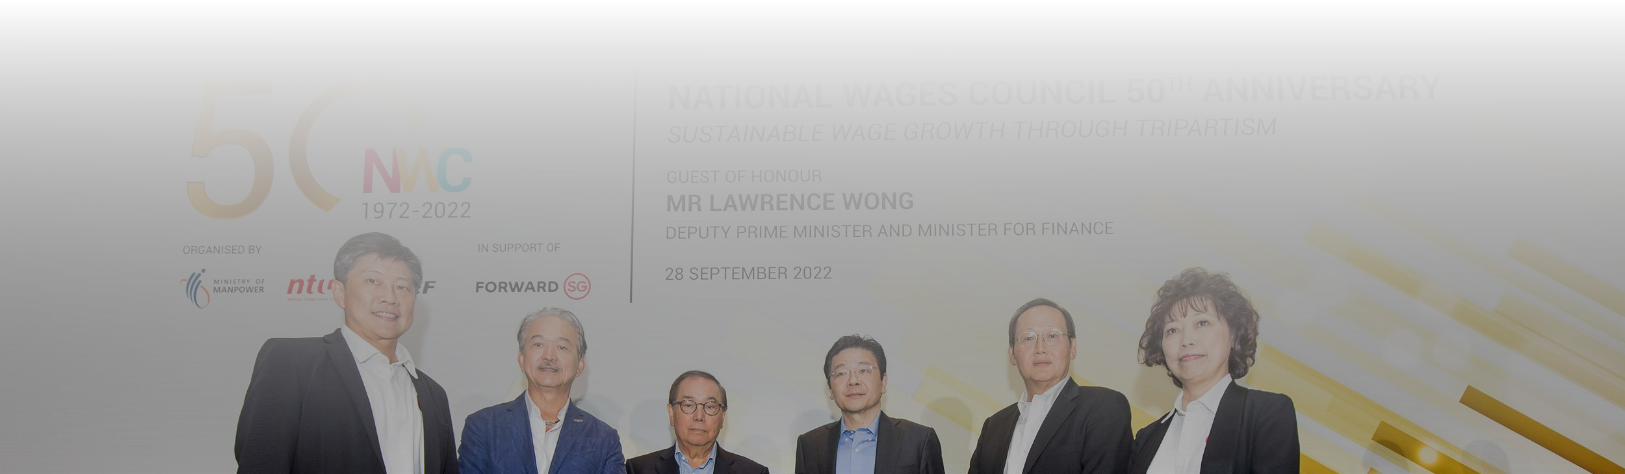 50
NWC
1972-2022
ORGANISED BY
IN SUPPORT OF
MINISTRY OF
MANPOWER
FORWARD SG
NATIONAL WAGES COUNCIL 50TH ANNIVERSARY
SUSTAINABLE WAGE GROWTH THROUGH TRIPARTISM
GUEST OF HONOUR
MR LAWRENCE WONG
DEPUTY PRIME MINISTER AND MINISTER FOR FINANCE
28 SEPTEMBER 2022